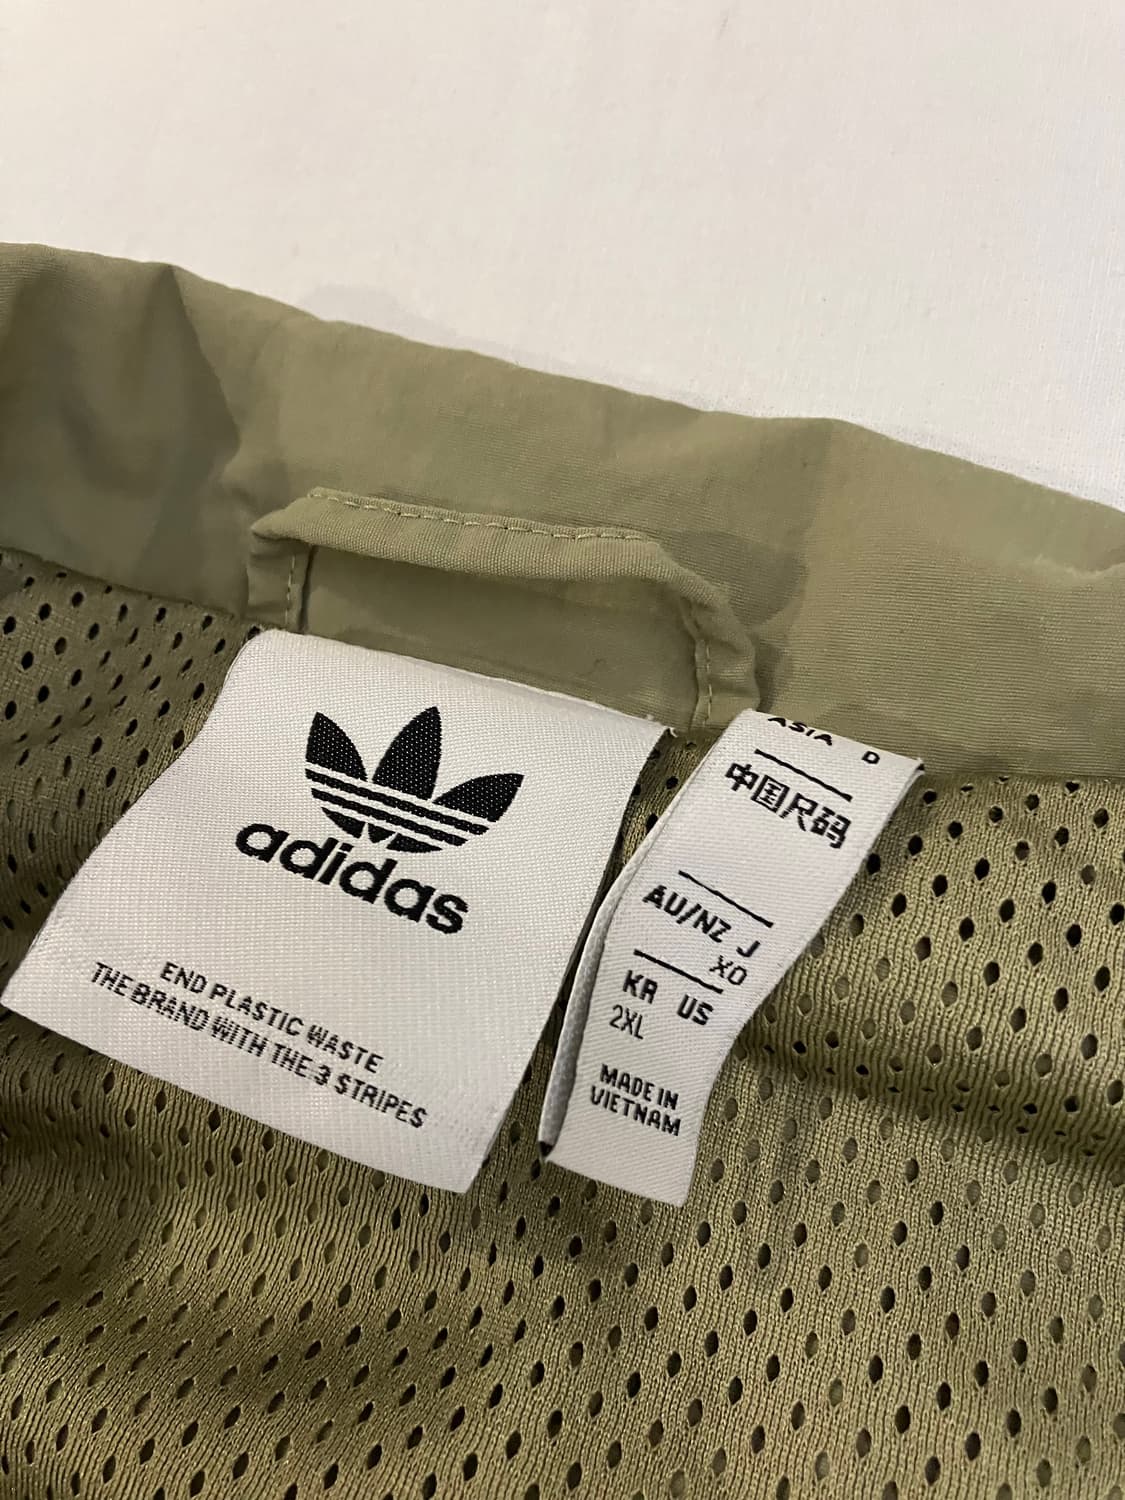 adidas
END PLASTIC WASTE
THE BRAND WITH THE 3 STRIPES
ASIA D
中国尺码
AU/NZ J
XO
KR US
2XL
MADE IN
VIETNAM